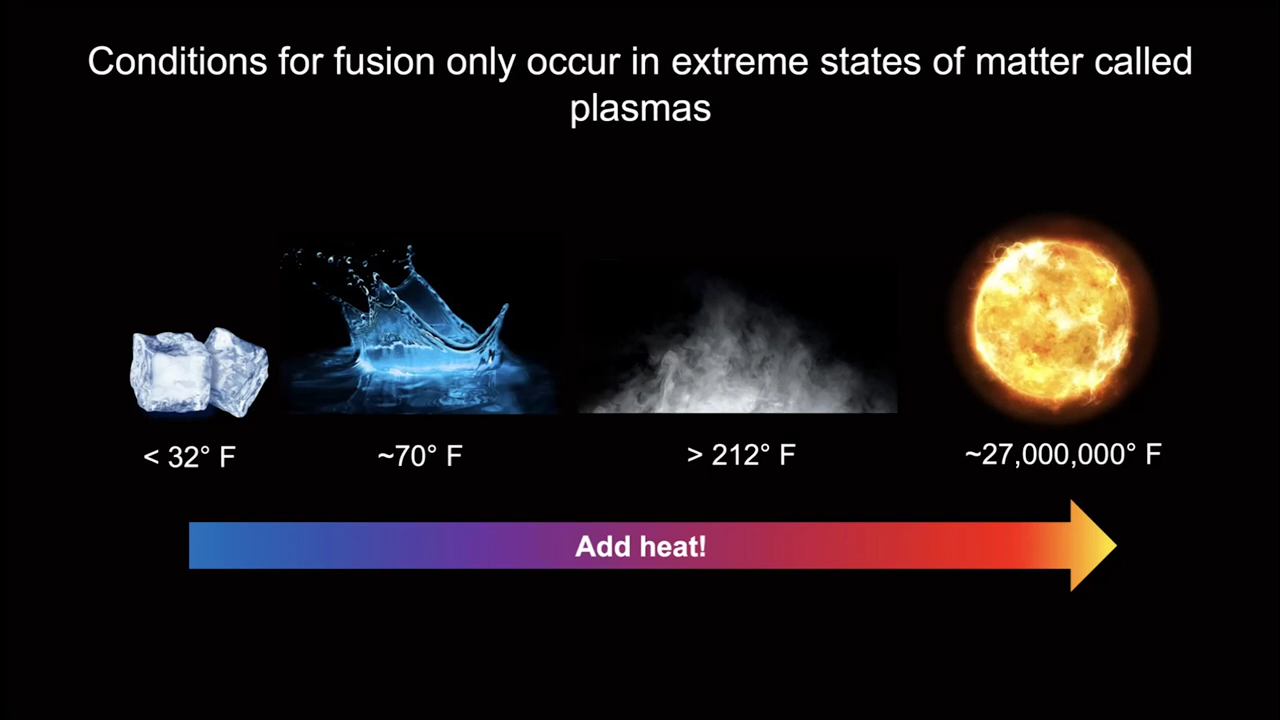 Conditions for fusion only occur in extreme states of matter called
plasmas
< 32° F
~70° F
> 212° F
~27,000,000° F
Add heat!